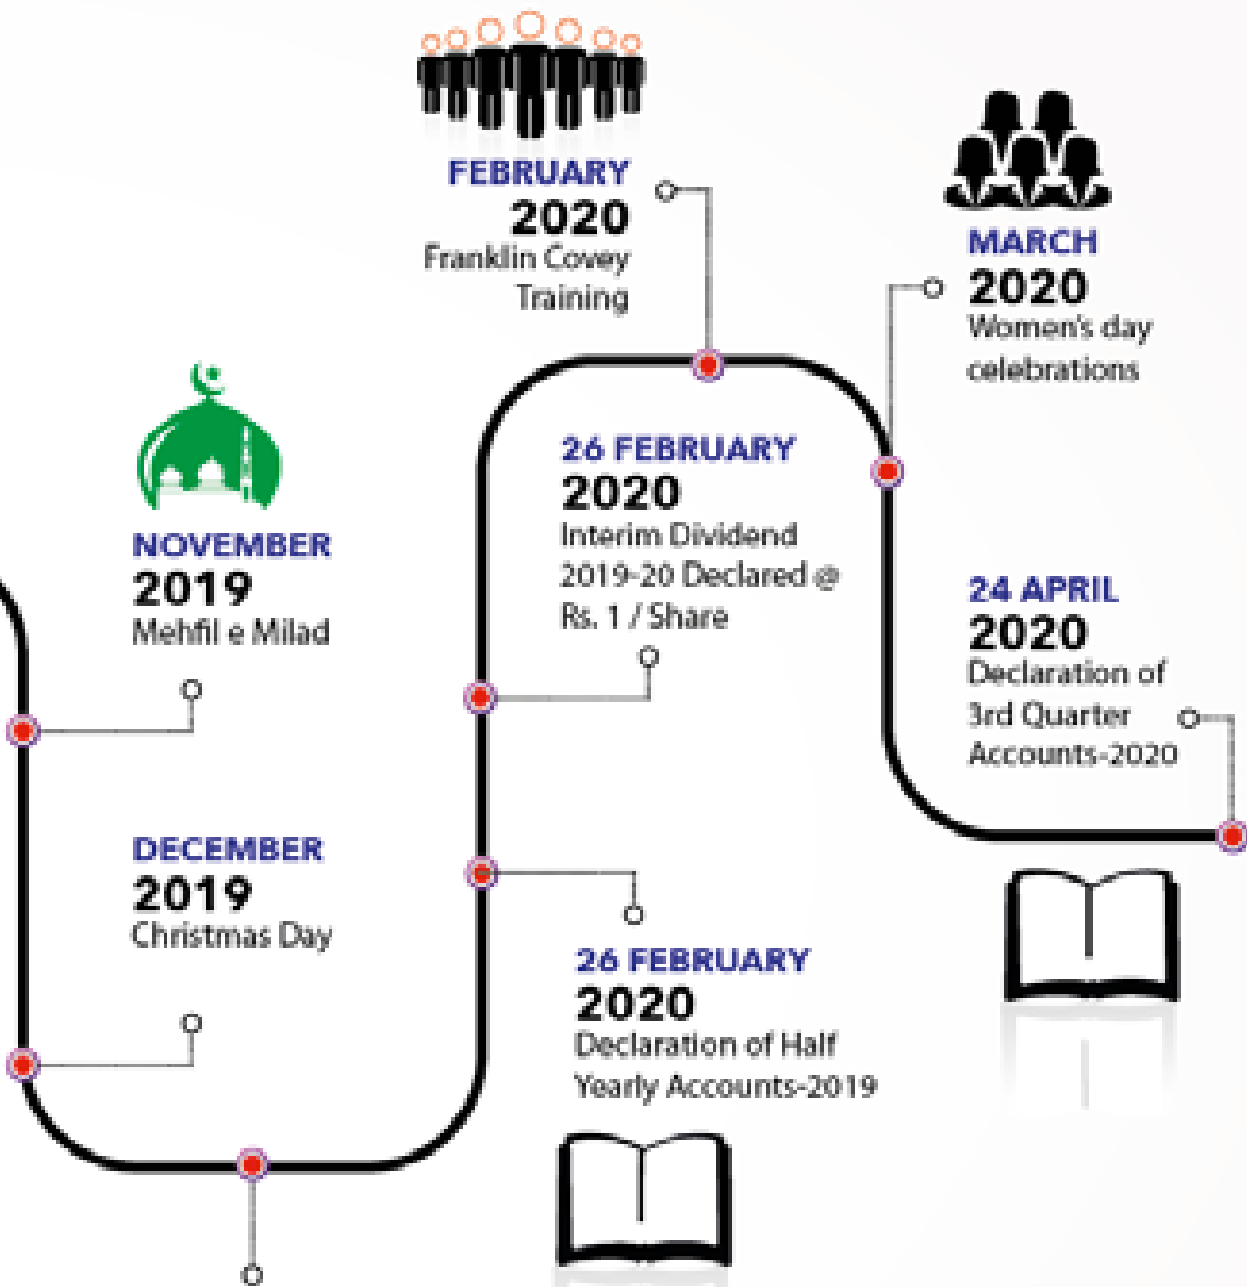 NOVEMBER
2019
Mehfil e Milad
DECEMBER
2019
Christmas Day
26 FEBRUARY
2020
Declaration of Half
Yearly Accounts-2019
26 FEBRUARY
2020
Interim Dividend
2019-20 Declared @
Rs. 1 / Share
FEBRUARY
2020
Franklin Covey
Training
MARCH
2020
Women's day
celebrations
24 APRIL
2020
Declaration of
3rd Quarter
Accounts-2020